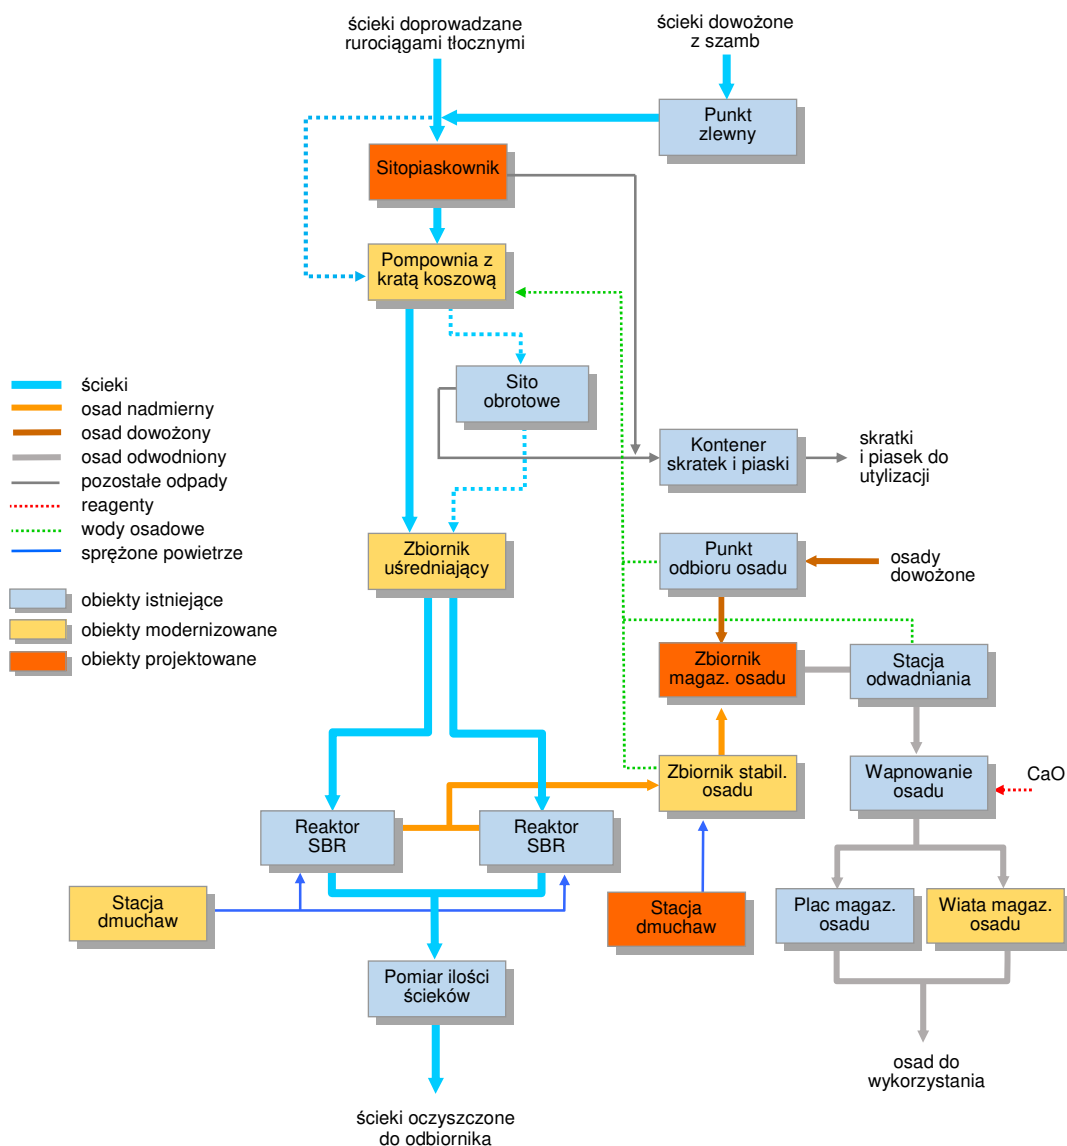 ścieki doprowadzane
rurociągami tłocznymi
ścieki dowożone
z szamb
Punkt
zlewny
Sitopiaskownik
Pompownia z
kratą koszową
Sito
obrotowe
Kontener
skratek i piaski
skratki
i piasek do
utylizacji
ścieki
osad nadmierny
osad dowożony
osad odwodniony
pozostałe odpady
reagenty
wody osadowe
sprężone powietrze
obiekty istniejące
obiekty modernizowane
obiekty projektowane
Zbiornik
uśredniający
Punkt
odbioru osadu
osady
dowożone
Zbiornik
magaz. osadu
Stacja
odwadniania
Zbiornik stabil.
osadu
Wapnowanie
osadu
CaO
Reaktor
SBR
Reaktor
SBR
Stacja
dmuchaw
Stacja
dmuchaw
Plac magaz.
osadu
Wiata magaz.
osadu
Pomiar ilości
ścieków
osad do
wykorzystania
ścieki oczyszczone
do odbiornika